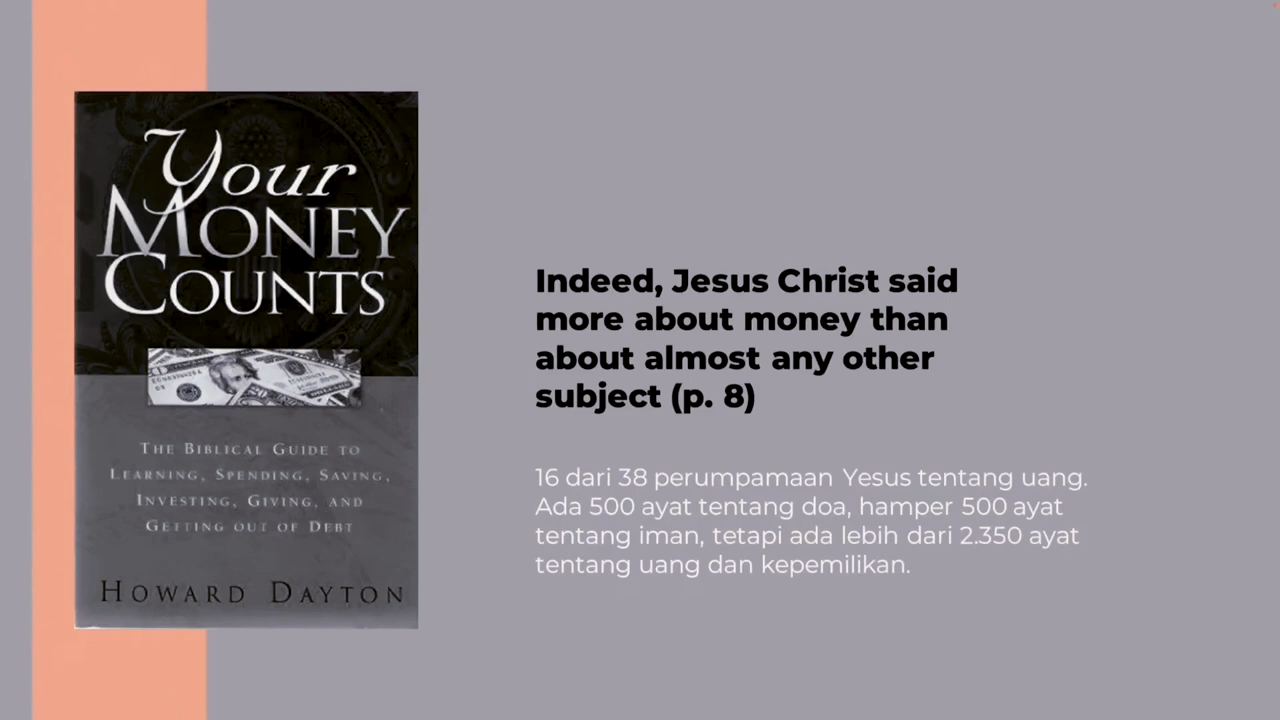 Your
MONEY
COUNTS
THE BIBLICAL GUIDE TO
LEARNING, SPENDING, SAVING,
INVESTING, GIVING, AND
GETTING OUT OF DEBT
HOWARD DAYTON
Indeed, Jesus Christ said
more about money than
about almost any other
subject (p. 8)
16 dari 38 perumpamaan Yesus tentang uang.
Ada 500 ayat tentang doa, hamper 500 ayat
tentang iman, tetapi ada lebih dari 2.350 ayat
tentang uang dan kepemilikan.